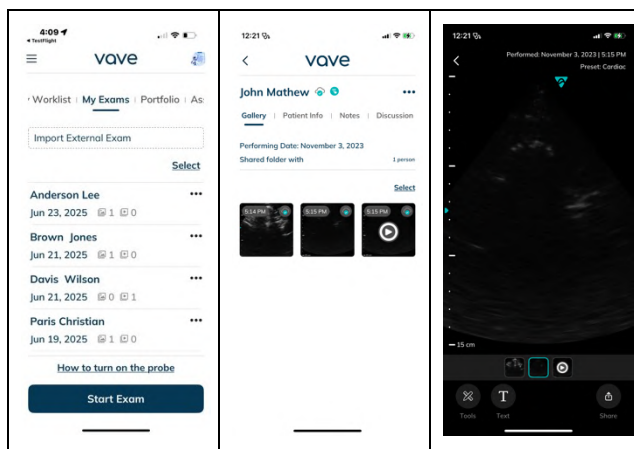 4:09
◂ TestFlight
vave
Worklist | My Exams | Portfolio | As
Import External Exam
Select
Anderson Lee
Jun 23, 2025 1 0
Brown Jones
Jun 21, 2025 1 0
Davis Wilson
Jun 21, 2025 0 1
Paris Christian
Jun 19, 2025 1 0
How to turn on the probe
Start Exam
12:21
vave
John Mathew
Gallery | Patient Info | Notes | Discussion
Performing Date: November 3, 2023
Shared folder with 1 person
Select
5:14 PM 5:15 PM 5:15 PM
12:21
Performed: November 3, 2023 | 5:15 PM
Preset: Cardiac
15 cm
Tools Text Share